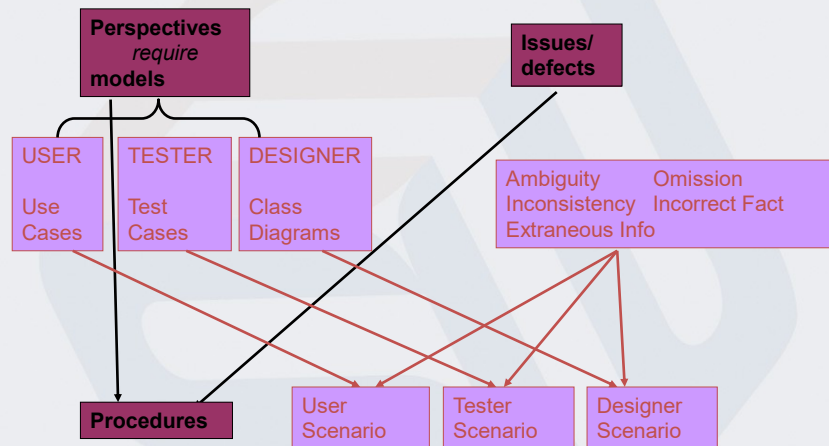 Perspectives
require
models
Issues/
defects
USER
Use
Cases
TESTER
Test
Cases
DESIGNER
Class
Diagrams
Ambiguity Omission
Inconsistency Incorrect Fact
Extraneous Info
Procedures
User
Scenario
Tester
Scenario
Designer
Scenario